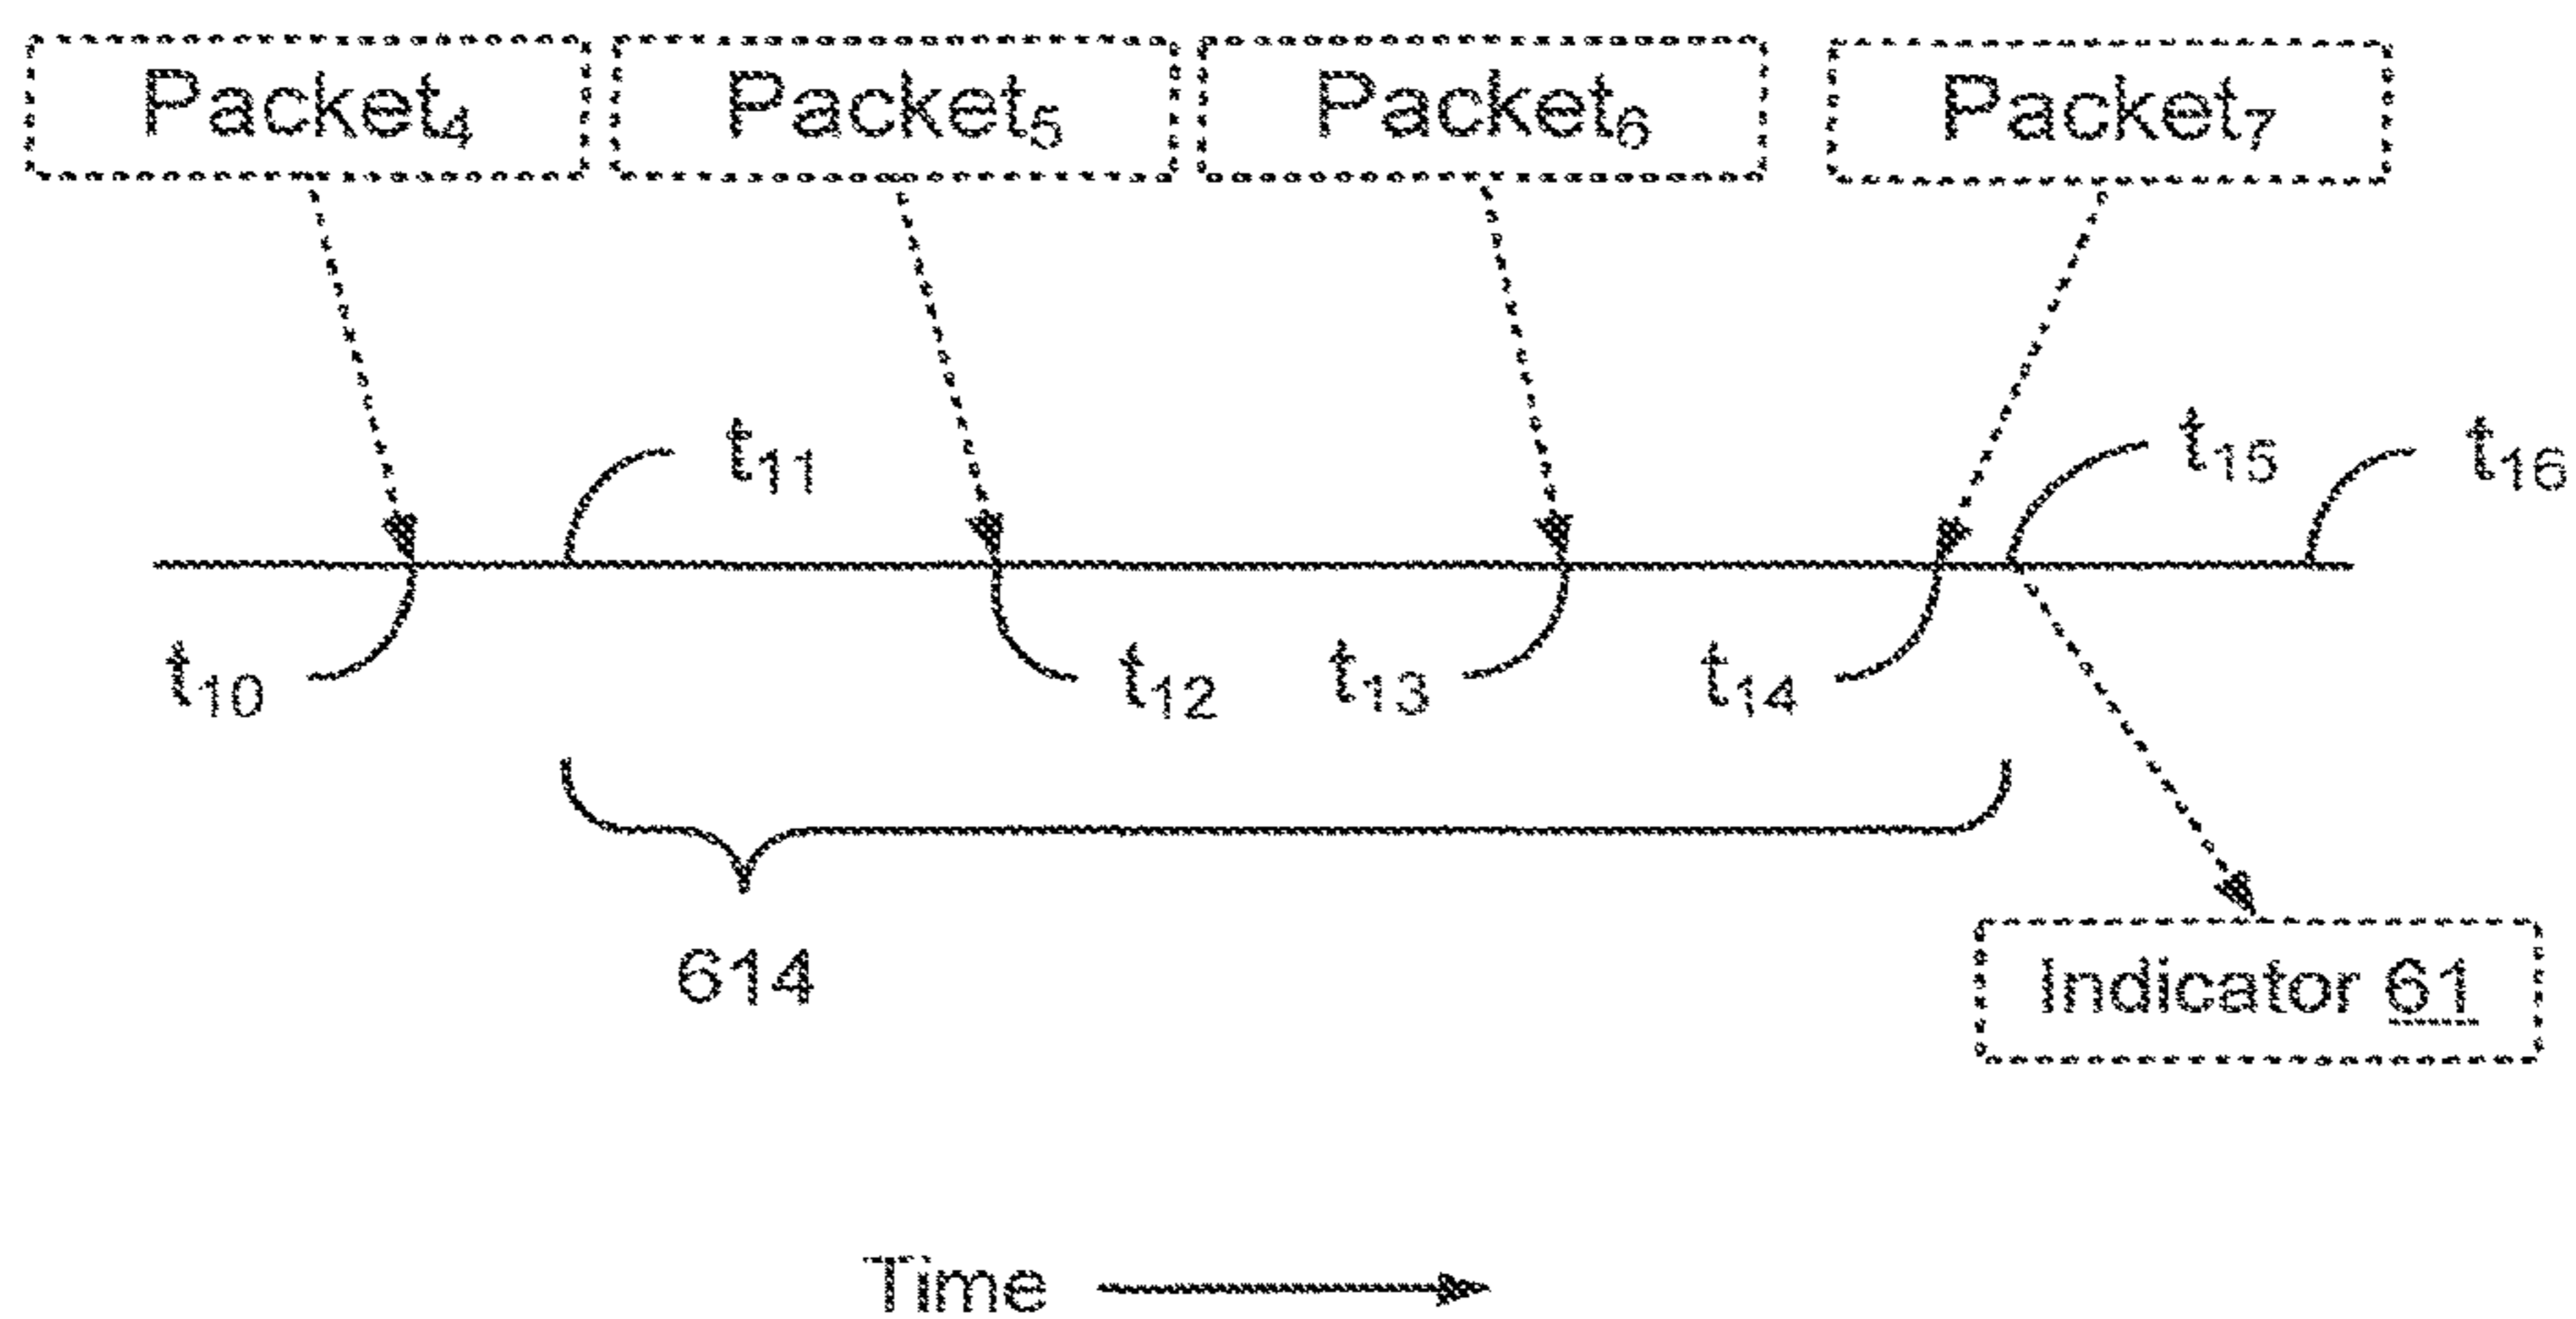 Packet₄ Packet₅ Packet₆ Packet₇
t₁₁ t₁₅ t₁₆
t₁₀ t₁₂ t₁₃ t₁₄
614
Indicator 61
Time